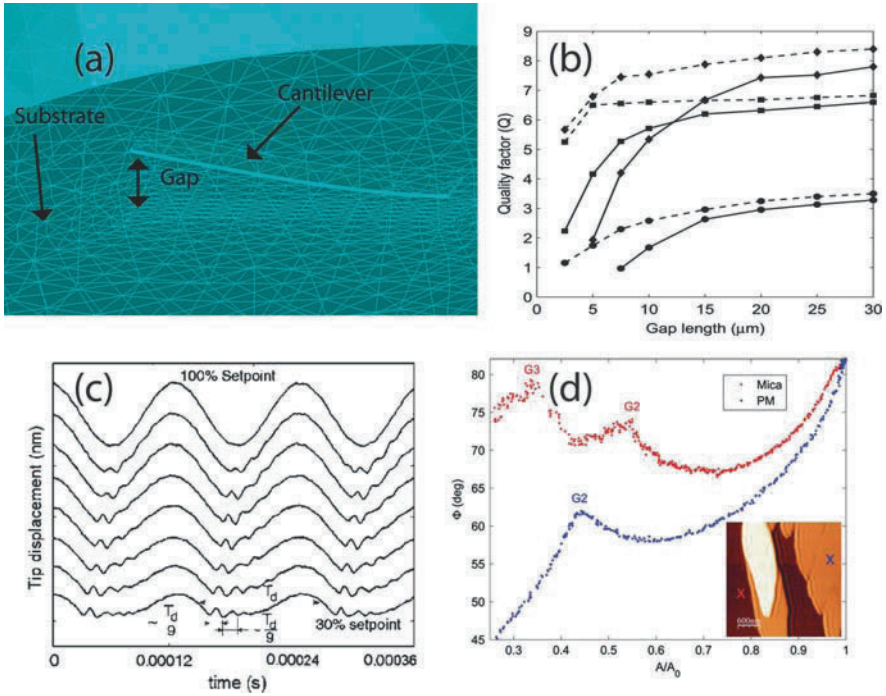 (a)
Substrate
Cantilever
Gap
(b)
Quality factor (Q)
9
8
7
6
5
4
3
2
1
0
0 5 10 15 20 25 30
Gap length (μm)
(c)
100% Setpoint
Tip displacement (nm)
T_d
~ T_d/9
~ T_d/9
30% setpoint
0 0.00012 0.00024 0.00036
time (s)
(d)
Mica
PM
G3
G2
G2
Φ (deg)
85
80
75
70
65
60
55
50
45
X
X
600nm
0.3 0.4 0.5 0.6 0.7 0.8 0.9 1
A/A₀